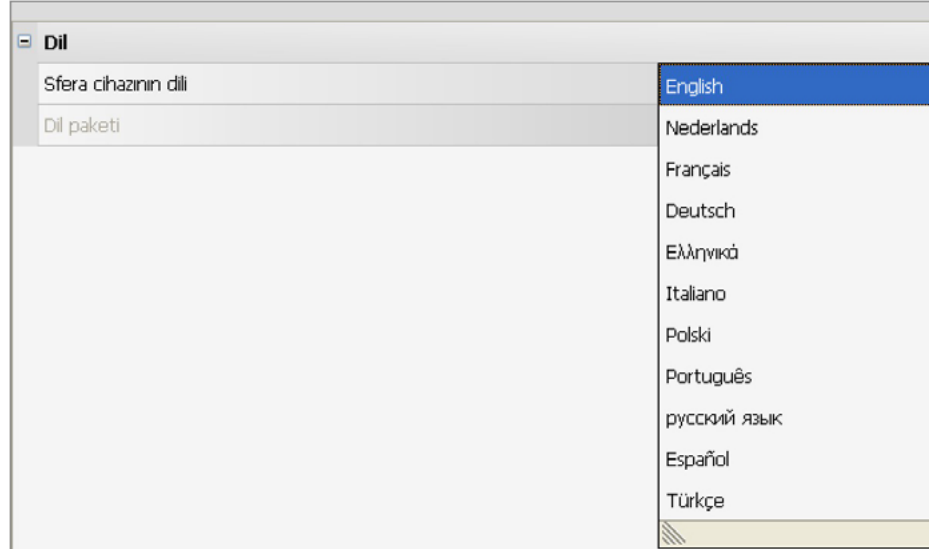 Dil
Sfera cihazının dili
English
Dil paketi
Nederlands
Français
Deutsch
Ελληνικά
Italiano
Polski
Português
русский язык
Español
Türkçe